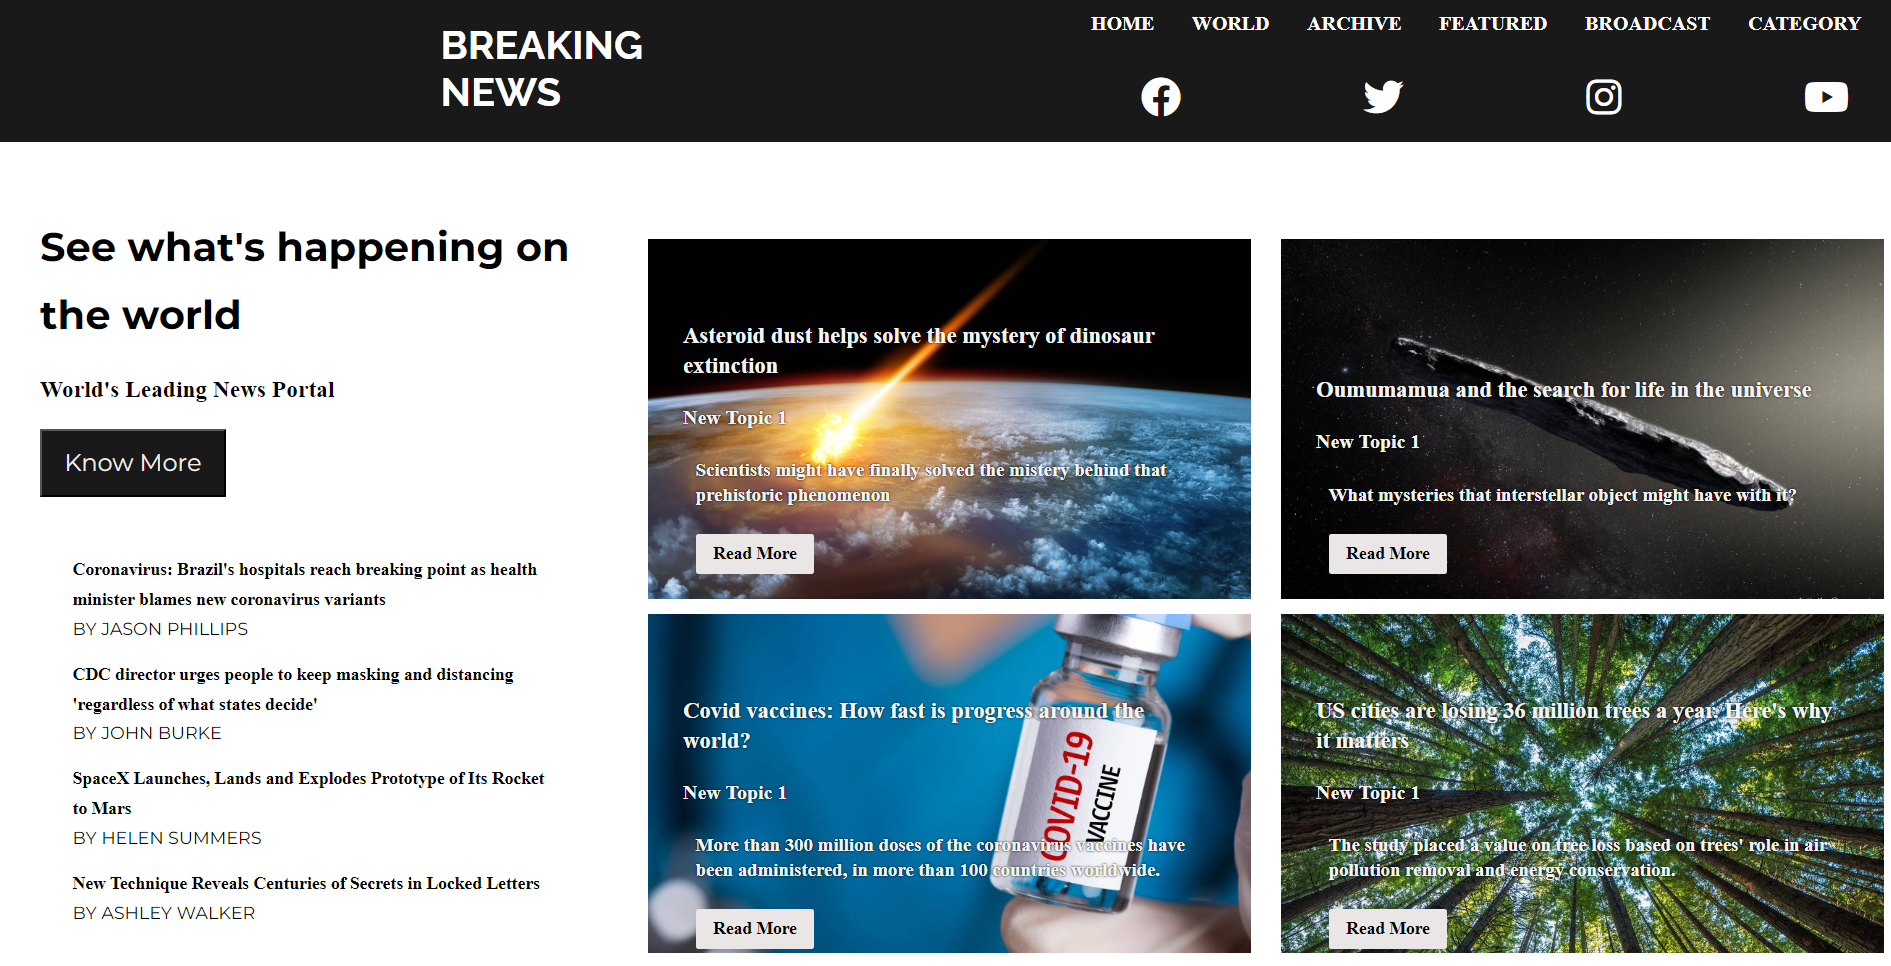 BREAKING
NEWS
HOME WORLD ARCHIVE FEATURED BROADCAST CATEGORY
See what's happening on
the world
World's Leading News Portal
Know More
Coronavirus: Brazil's hospitals reach breaking point as health
minister blames new coronavirus variants
BY JASON PHILLIPS
CDC director urges people to keep masking and distancing
'regardless of what states decide'
BY JOHN BURKE
SpaceX Launches, Lands and Explodes Prototype of Its Rocket
to Mars
BY HELEN SUMMERS
New Technique Reveals Centuries of Secrets in Locked Letters
BY ASHLEY WALKER
Asteroid dust helps solve the mystery of dinosaur
extinction
New Topic 1
Scientists might have finally solved the mistery behind that
prehistoric phenomenon
Read More
Oumumamua and the search for life in the universe
New Topic 1
What mysteries that interstellar object might have with it?
Read More
Covid vaccines: How fast is progress around the
world?
New Topic 1
More than 300 million doses of the coronavirus vaccines have
been administered, in more than 100 countries worldwide.
Read More
COVID-19
VACCINE
US cities are losing 36 million trees a year. Here's why
it matters
New Topic 1
The study placed a value on tree loss based on trees' role in air
pollution removal and energy conservation.
Read More